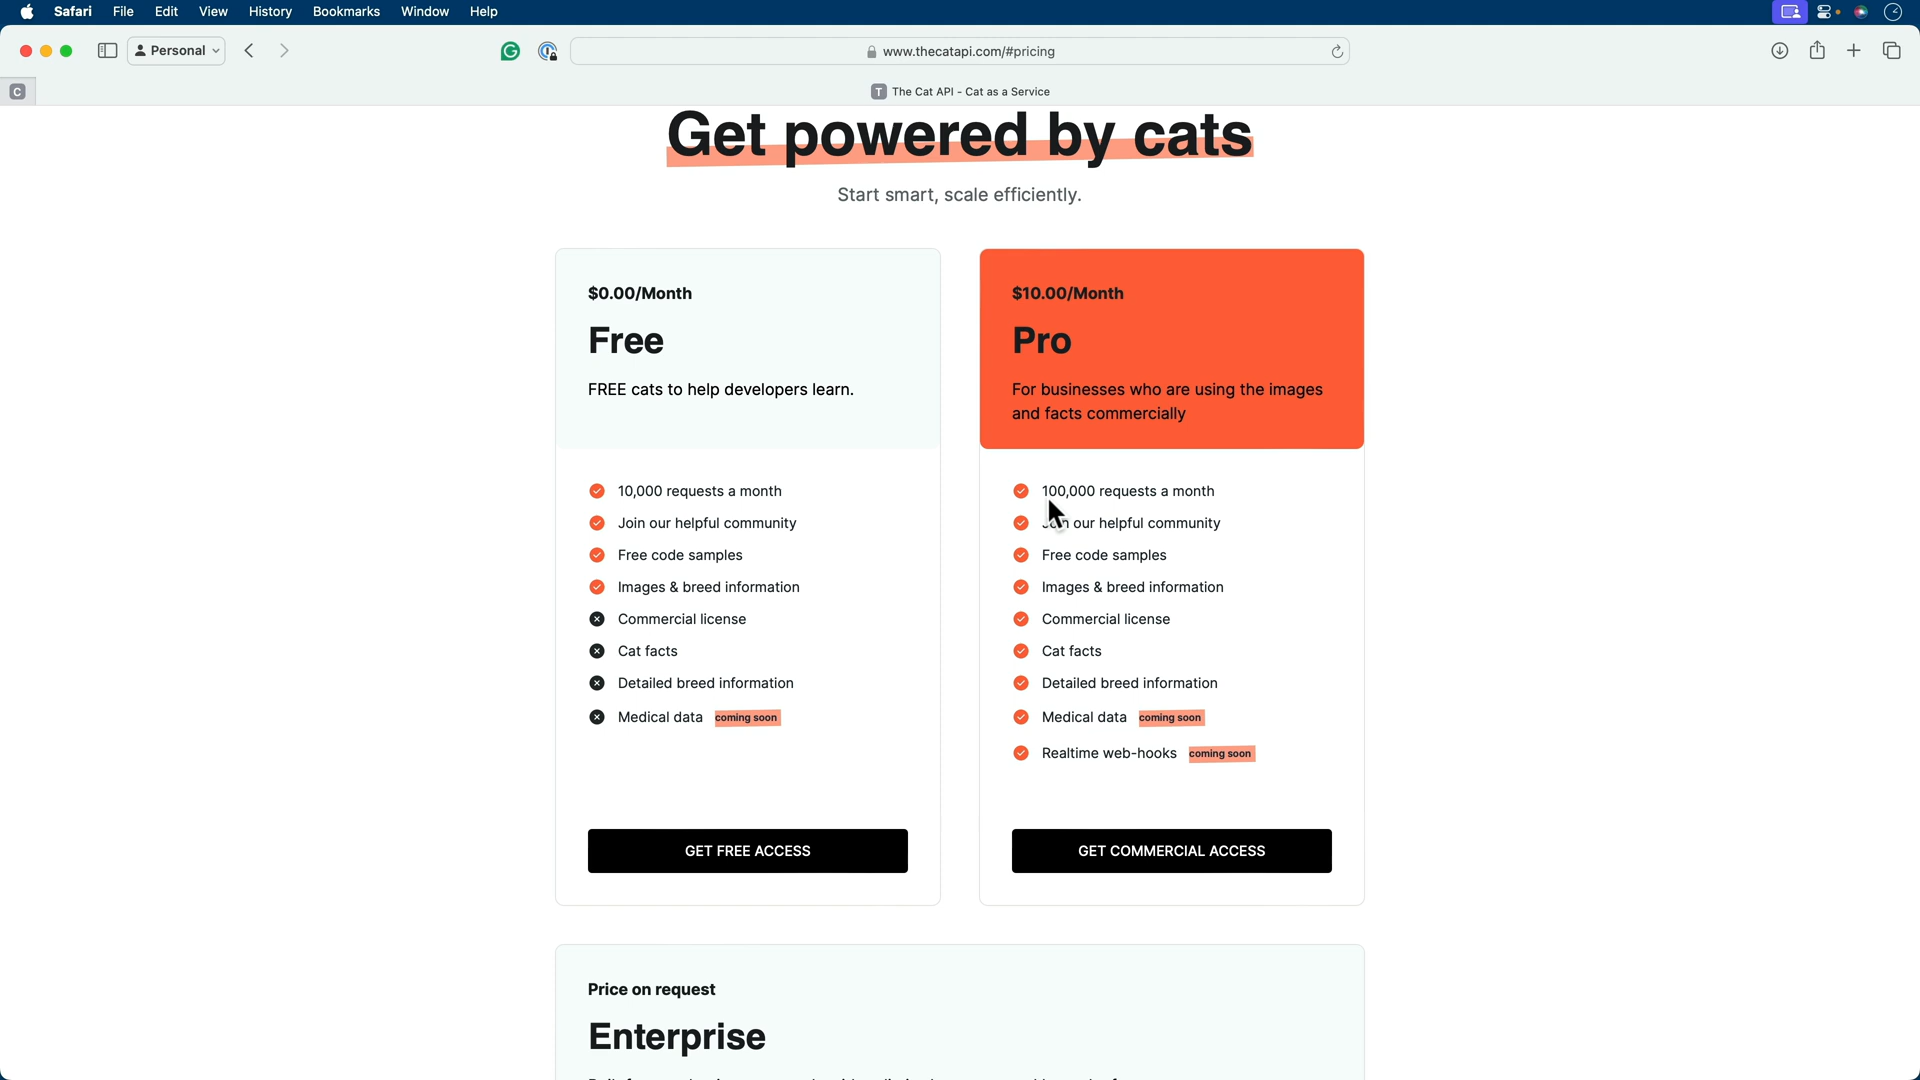 Safari File Edit View History Bookmarks Window Help
Personal
www.thecatapi.com/#pricing
C
T The Cat API - Cat as a Service
Get powered by cats
Start smart, scale efficiently.
$0.00/Month
Free
FREE cats to help developers learn.
10,000 requests a month
Join our helpful community
Free code samples
Images & breed information
Commercial license
Cat facts
Detailed breed information
Medical data coming soon
GET FREE ACCESS
$10.00/Month
Pro
For businesses who are using the images
and facts commercially
100,000 requests a month
Join our helpful community
Free code samples
Images & breed information
Commercial license
Cat facts
Detailed breed information
Medical data coming soon
Realtime web-hooks coming soon
GET COMMERCIAL ACCESS
Price on request
Enterprise